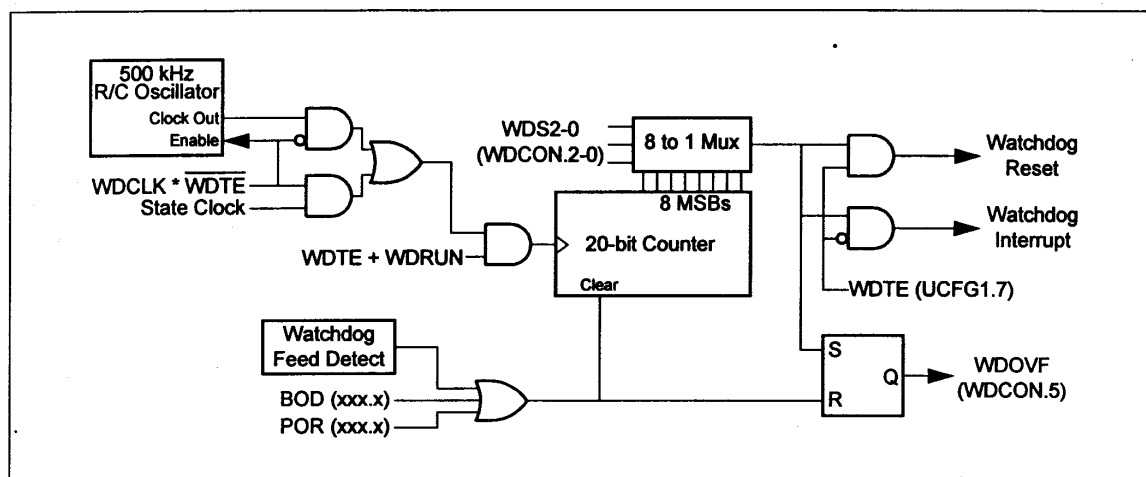 500 kHz
R/C Oscillator
Clock Out
Enable
WDCLK * WDTE
State Clock
WDTE + WDRUN
WDS2-0
(WDCON.2-0)
8 to 1 Mux
8 MSBs
20-bit Counter
Clear
Watchdog
Reset
Watchdog
Interrupt
WDTE (UCFG1.7)
Watchdog
Feed Detect
BOD (xxx.x)
POR (xxx.x)
S
Q
R
WDOVF
(WDCON.5)